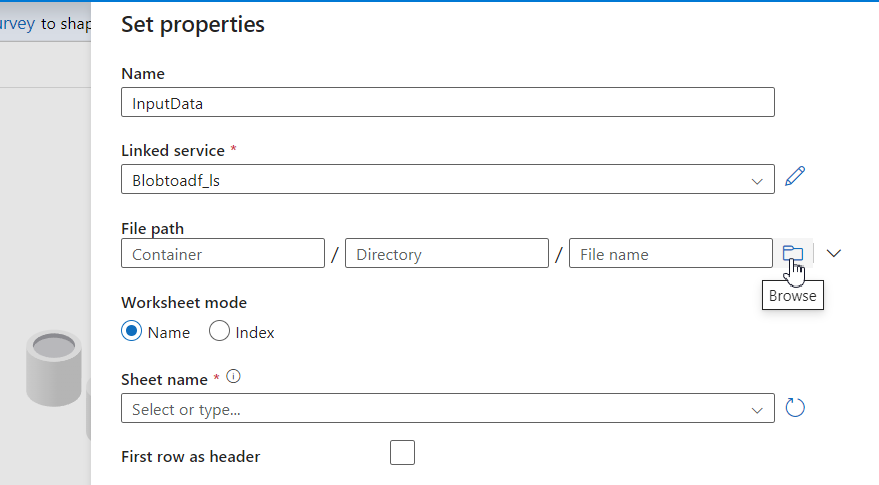 Set properties
urvey to shap
Name
InputData
Linked service *
Blobtoadf_ls
File path
Container / Directory / File name
Browse
Worksheet mode
Name Index
Sheet name *
Select or type...
First row as header